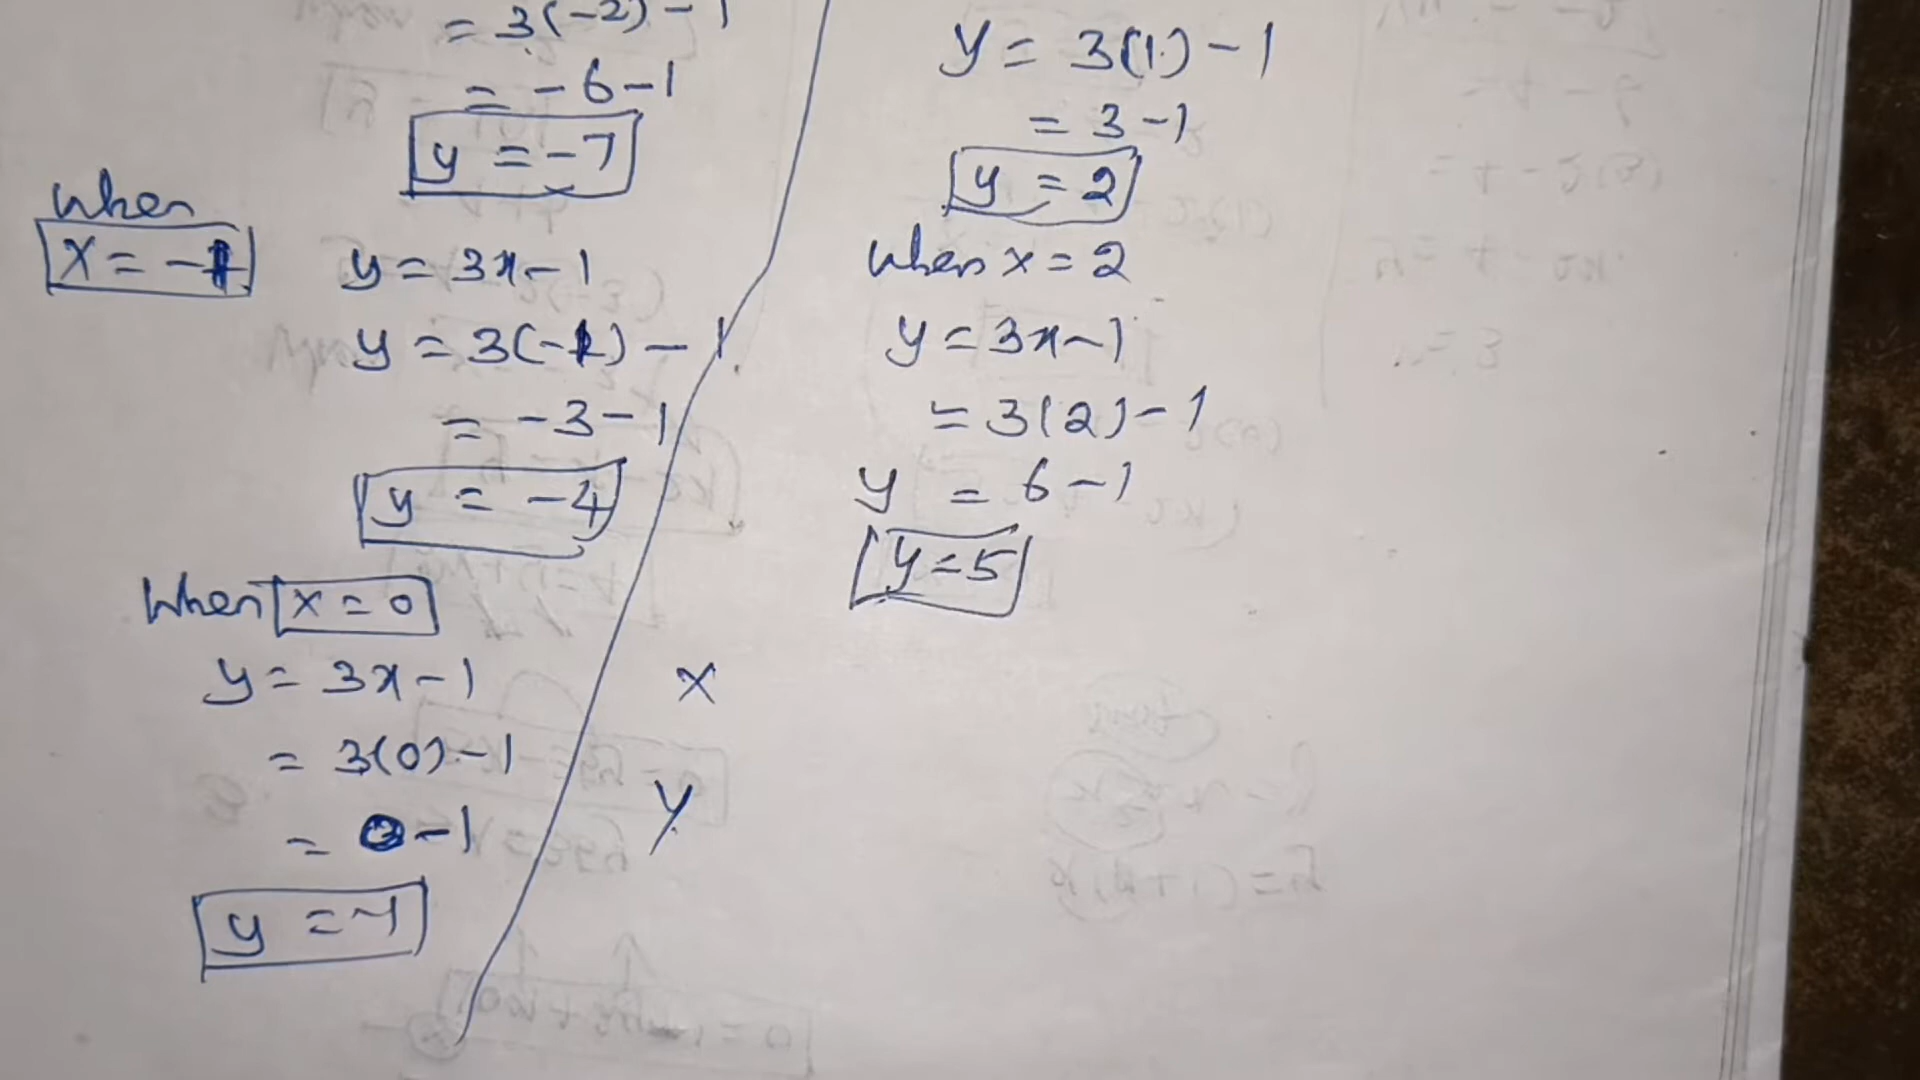 = 3(-2) - 1
= -6-1
y = -7
when
x = -1
y = 3x-1
y = 3(-1) - 1
= -3-1
y = -4
When x = 0
y = 3x-1
= 3(0)-1
= 0-1
y = -1
y = 3(1)-1
= 3-1
y = 2
when x = 2
y = 3x-1
= 3(2)-1
y = 6-1
y=5
x
y